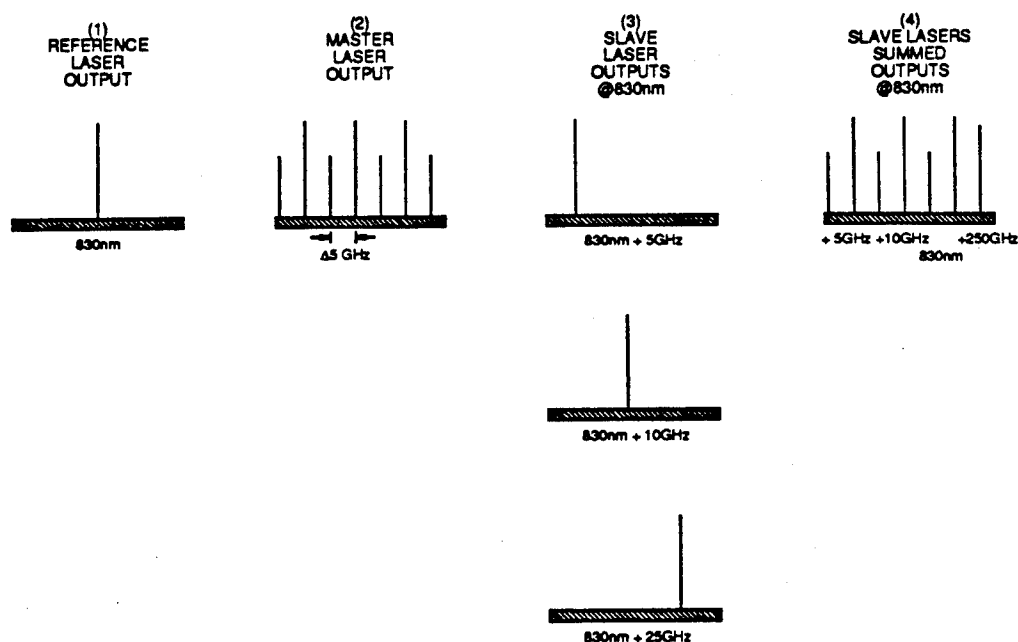 (1)
REFERENCE
LASER
OUTPUT
830nm
(2)
MASTER
LASER
OUTPUT
Δ5 GHz
(3)
SLAVE
LASER
OUTPUTS
@830nm
830nm + 5GHz
830nm + 10GHz
830nm + 25GHz
(4)
SLAVE LASERS
SUMMED
OUTPUTS
@830nm
+ 5GHz +10GHz +250GHz
830nm